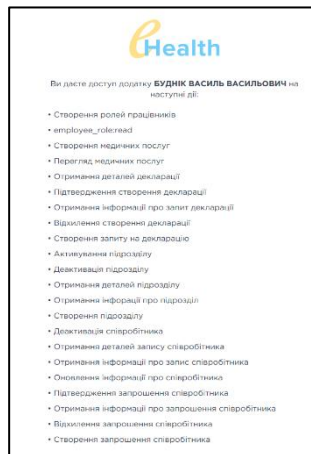 eHealth
Ви даєте доступ додатку БУДНІК ВАСИЛЬ ВАСИЛЬОВИЧ на
наступні дії:
• Створення ролей працівників
• employee_role:read
• Створення медичних послуг
• Перегляд медичних послуг
• Отримання деталей декларації
• Підтвердження створення декларації
• Отримання інформації про запит декларації
• Відхилення створення декларації
• Створення запиту на декларацію
• Активування підрозділу
• Деактивація підрозділу
• Отримання деталей підрозділу
• Отримання інфорації про підрозділ
• Створення підрозділу
• Деактивація співробітника
• Отримання деталей запису співробітника
• Отримання інформації про запис співробітника
• Оновлення інформації про співробітника
• Підтвердження запрошення співробітника
• Отримання інформації про запрошення співробітника
• Відхилення запрошення співробітника
• Створення запрошення співробітника